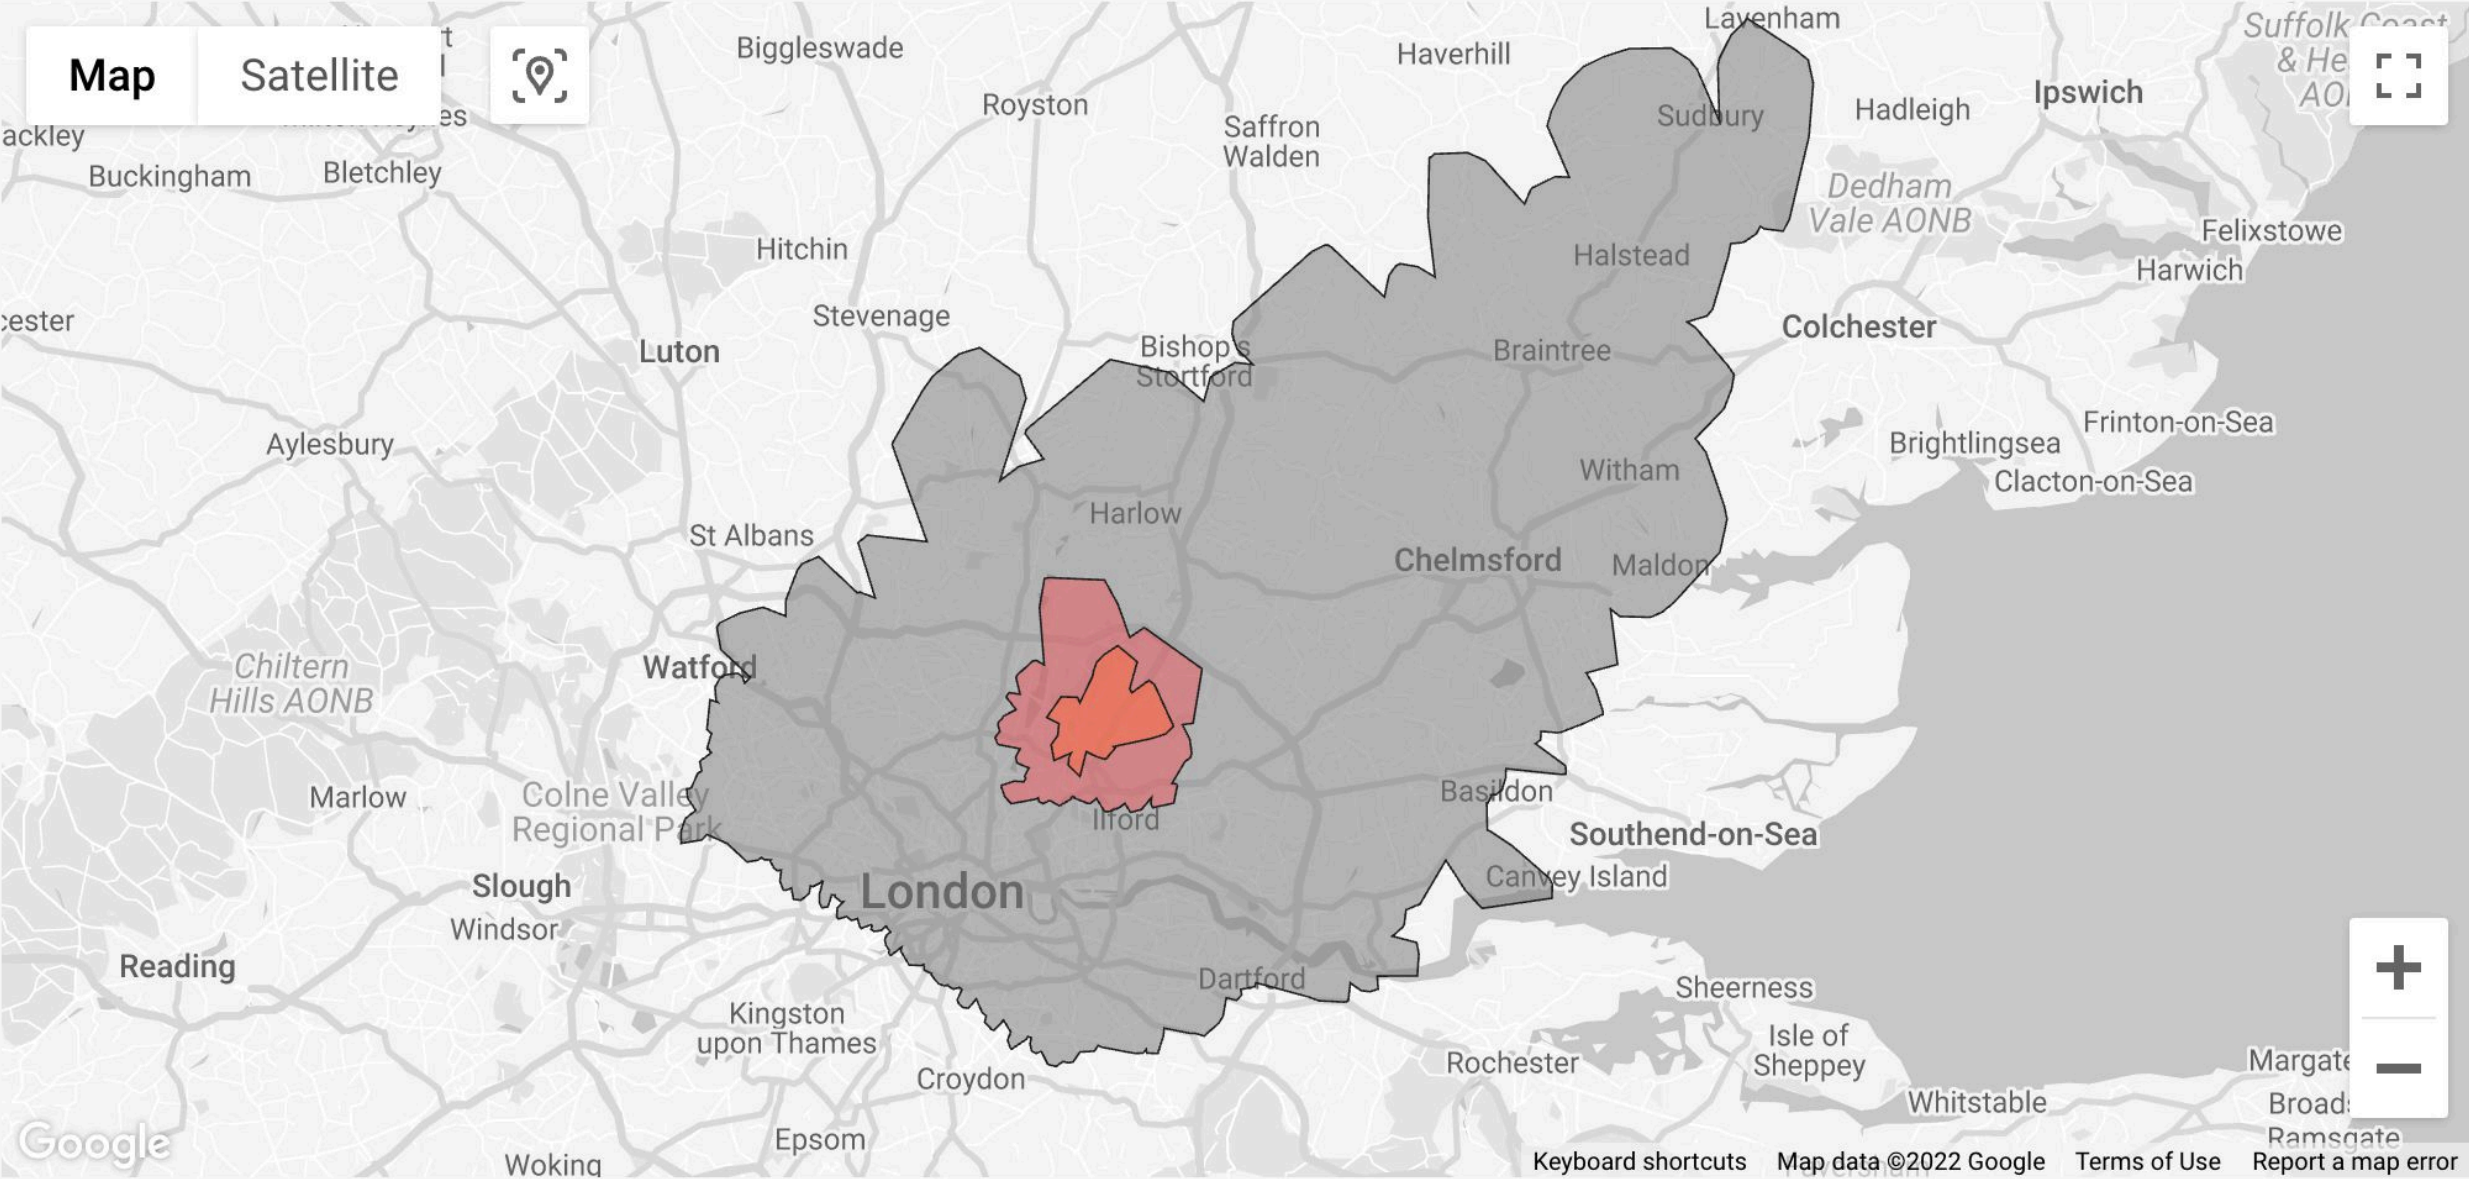 Lavenham
Suffolk Coast
& He
AO
Map
Satellite
Biggleswade
Haverhill
Royston
Ipswich
Hadleigh
Sudbury
ackley
Saffron
Walden
Buckingham
Bletchley
Dedham
Vale AONB
Felixstowe
Hitchin
Halstead
Harwich
cester
Stevenage
Colchester
Luton
Bishop's
Stortford
Braintree
Frinton-on-Sea
Aylesbury
Brightlingsea
Witham
Clacton-on-Sea
Harlow
St Albans
Chelmsford
Maldon
Chiltern
Hills AONB
Watford
Marlow
Colne Valley
Regional Park
Basildon
Ilford
Southend-on-Sea
Slough
London
Canvey Island
Windsor
Reading
Dartford
Sheerness
Kingston
upon Thames
Isle of
Sheppey
Rochester
Margate
Croydon
Whitstable
Broads
Epsom
Ramsgate
Google
Woking
Keyboard shortcuts
Map data ©2022 Google
Terms of Use
Report a map error